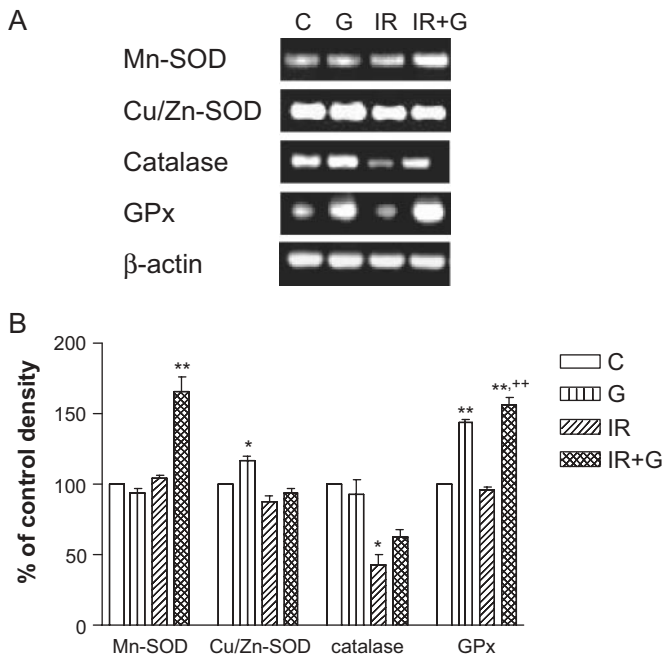 A
C G IR IR+G
Mn-SOD
Cu/Zn-SOD
Catalase
GPx
β-actin
B
% of control density
200
150
100
50
0
**
*
*
**
**,++
Mn-SOD Cu/Zn-SOD catalase GPx
C
G
IR
IR+G